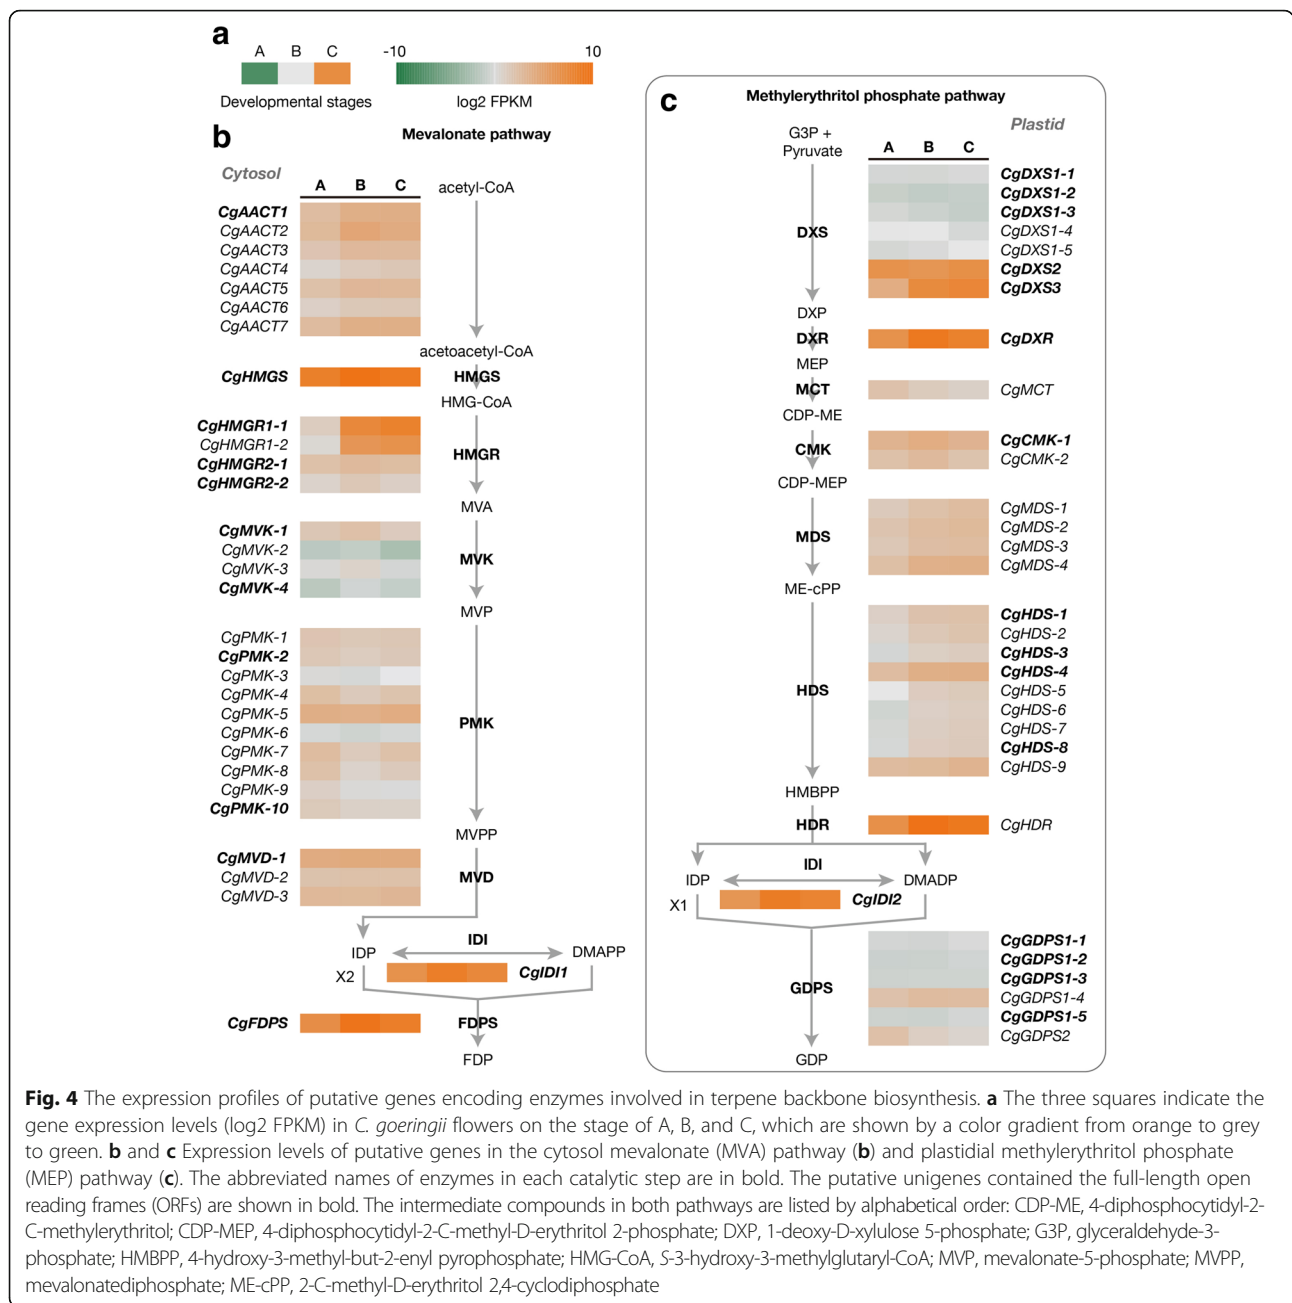 a
A B C
Developmental stages
-10 10
log2 FPKM
b
Mevalonate pathway
Cytosol
A B C
acetyl-CoA
CgAACT1
CgAACT2
CgAACT3
CgAACT4
CgAACT5
CgAACT6
CgAACT7
acetoacetyl-CoA
CgHMGS
HMGS
HMG-CoA
CgHMGR1-1
CgHMGR1-2
CgHMGR2-1
CgHMGR2-2
HMGR
MVA
CgMVK-1
CgMVK-2
CgMVK-3
CgMVK-4
MVK
MVP
CgPMK-1
CgPMK-2
CgPMK-3
CgPMK-4
CgPMK-5
CgPMK-6
CgPMK-7
CgPMK-8
CgPMK-9
CgPMK-10
PMK
MVPP
CgMVD-1
CgMVD-2
CgMVD-3
MVD
IDI
IDP
DMAPP
X2
CgIDI1
CgFDPS
FDPS
FDP
c
Methylerythritol phosphate pathway
Plastid
G3P +
Pyruvate
A B C
DXS
CgDXS1-1
CgDXS1-2
CgDXS1-3
CgDXS1-4
CgDXS1-5
CgDXS2
CgDXS3
DXP
DXR
CgDXR
MEP
MCT
CgMCT
CDP-ME
CMK
CgCMK-1
CgCMK-2
CDP-MEP
MDS
CgMDS-1
CgMDS-2
CgMDS-3
CgMDS-4
ME-cPP
HDS
CgHDS-1
CgHDS-2
CgHDS-3
CgHDS-4
CgHDS-5
CgHDS-6
CgHDS-7
CgHDS-8
CgHDS-9
HMBPP
HDR
CgHDR
IDI
IDP
DMADP
X1
CgIDI2
GDPS
CgGDPS1-1
CgGDPS1-2
CgGDPS1-3
CgGDPS1-4
CgGDPS1-5
CgGDPS2
GDP
Fig. 4 The expression profiles of putative genes encoding enzymes involved in terpene backbone biosynthesis. a The three squares indicate the
gene expression levels (log2 FPKM) in C. goeringii flowers on the stage of A, B, and C, which are shown by a color gradient from orange to grey
to green. b and c Expression levels of putative genes in the cytosol mevalonate (MVA) pathway (b) and plastidial methylerythritol phosphate
(MEP) pathway (c). The abbreviated names of enzymes in each catalytic step are in bold. The putative unigenes contained the full-length open
reading frames (ORFs) are shown in bold. The intermediate compounds in both pathways are listed by alphabetical order: CDP-ME, 4-diphosphocytidyl-2-
C-methylerythritol; CDP-MEP, 4-diphosphocytidyl-2-C-methyl-D-erythritol 2-phosphate; DXP, 1-deoxy-D-xylulose 5-phosphate; G3P, glyceraldehyde-3-
phosphate; HMBPP, 4-hydroxy-3-methyl-but-2-enyl pyrophosphate; HMG-CoA, S-3-hydroxy-3-methylglutaryl-CoA; MVP, mevalonate-5-phosphate; MVPP,
mevalonatediphosphate; ME-cPP, 2-C-methyl-D-erythritol 2,4-cyclodiphosphate